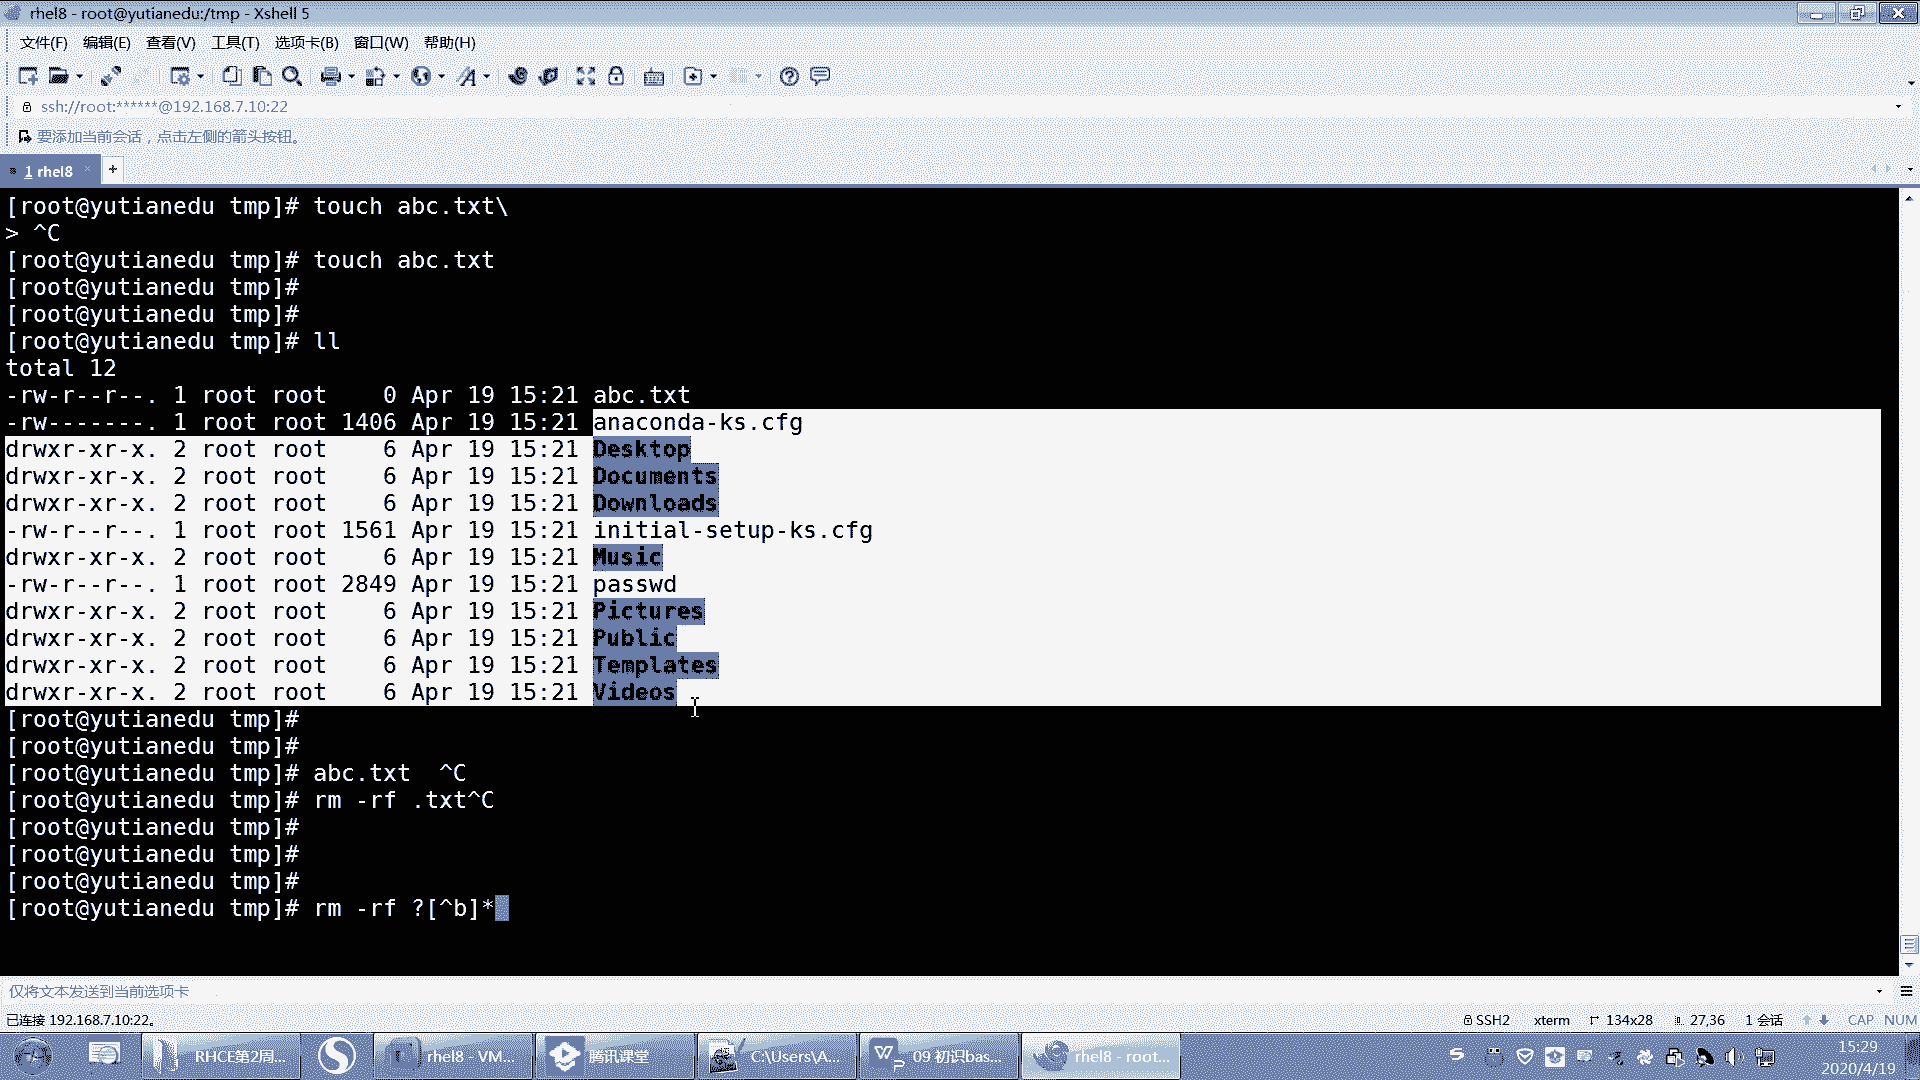 rhel8 - root@yutianedu:/tmp - Xshell 5
文件(F) 编辑(E) 查看(V) 工具(T) 选项卡(B) 窗口(W) 帮助(H)
ssh://root:******@192.168.7.10:22
要添加当前会话，点击左侧的箭头按钮。
1 rhel8
[root@yutianedu tmp]# touch abc.txt\
> ^C
[root@yutianedu tmp]# touch abc.txt
[root@yutianedu tmp]#
[root@yutianedu tmp]#
[root@yutianedu tmp]# ll
total 12
-rw-r--r--. 1 root root    0 Apr 19 15:21 abc.txt
-rw-------. 1 root root 1406 Apr 19 15:21 anaconda-ks.cfg
drwxr-xr-x. 2 root root    6 Apr 19 15:21 Desktop
drwxr-xr-x. 2 root root    6 Apr 19 15:21 Documents
drwxr-xr-x. 2 root root    6 Apr 19 15:21 Downloads
-rw-r--r--. 1 root root 1561 Apr 19 15:21 initial-setup-ks.cfg
drwxr-xr-x. 2 root root    6 Apr 19 15:21 Music
-rw-r--r--. 1 root root 2849 Apr 19 15:21 passwd
drwxr-xr-x. 2 root root    6 Apr 19 15:21 Pictures
drwxr-xr-x. 2 root root    6 Apr 19 15:21 Public
drwxr-xr-x. 2 root root    6 Apr 19 15:21 Templates
drwxr-xr-x. 2 root root    6 Apr 19 15:21 Videos
[root@yutianedu tmp]#
[root@yutianedu tmp]#
[root@yutianedu tmp]# abc.txt  ^C
[root@yutianedu tmp]# rm -rf .txt^C
[root@yutianedu tmp]#
[root@yutianedu tmp]#
[root@yutianedu tmp]#
[root@yutianedu tmp]# rm -rf ?[^b]*
仅将文本发送到当前选项卡
已连接 192.168.7.10:22。 SSH2 xterm 134x28 27,36 1 会话 CAP NUM
RHCE第2周... rhel8 - VM... 腾讯课堂 C:\Users\A... 09 初识bas... rhel8 - root... 15:29
2020/4/19